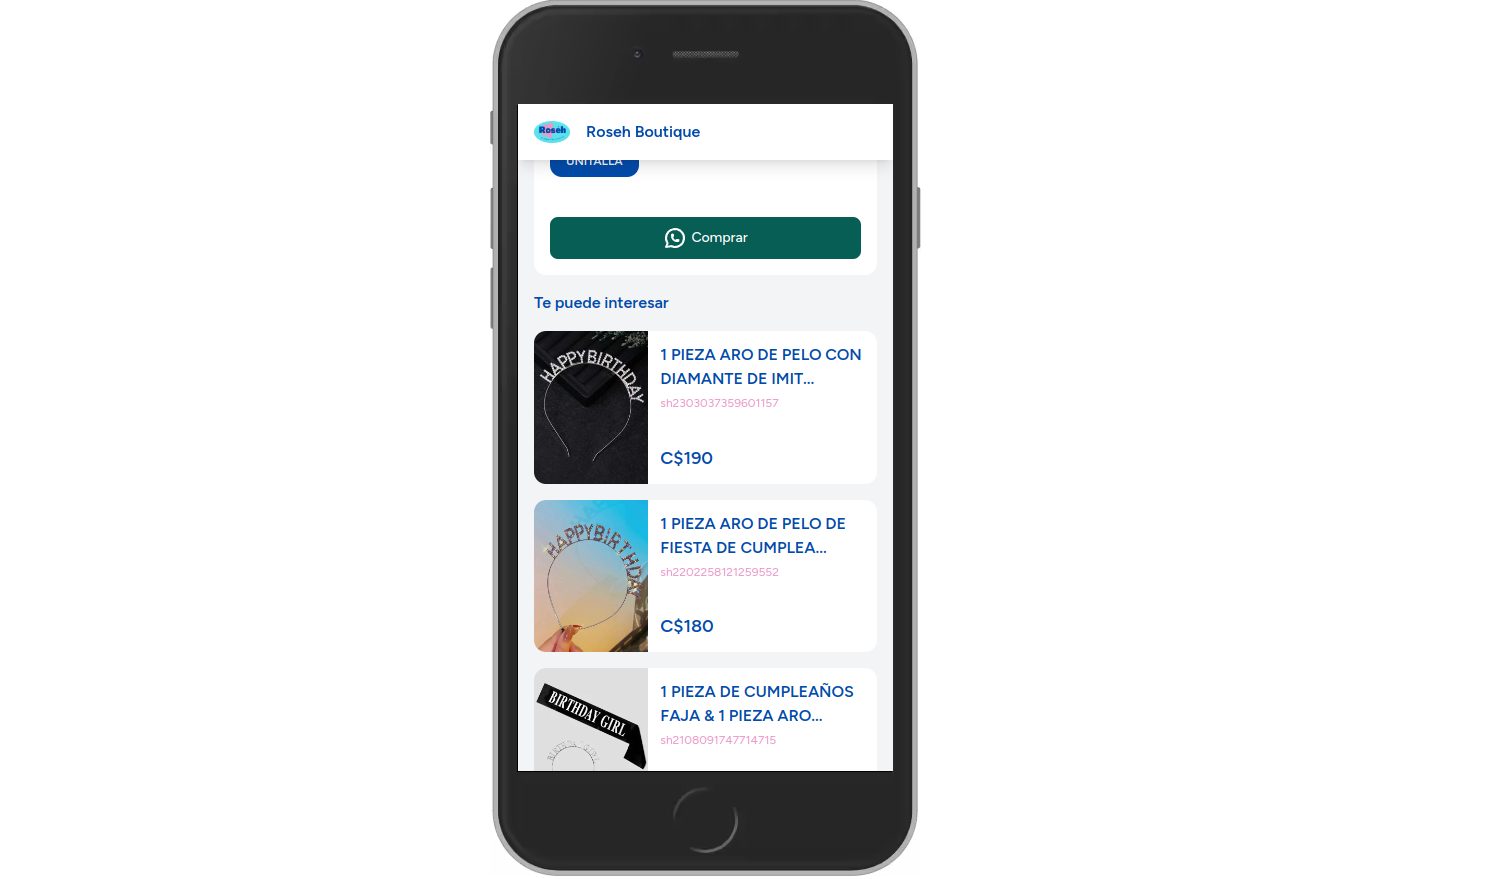 Roseh
Roseh Boutique
UNITALLA
Comprar
Te puede interesar
HAPPYBIRTHDAY
1 PIEZA ARO DE PELO CON
DIAMANTE DE IMIT...
sh2303037359601157
C$190
HAPPYBIRTHDAY
1 PIEZA ARO DE PELO DE
FIESTA DE CUMPLEA...
sh2202258121259552
C$180
BIRTHDAY GIRL
1 PIEZA DE CUMPLEAÑOS
FAJA & 1 PIEZA ARO...
sh2108091747714715